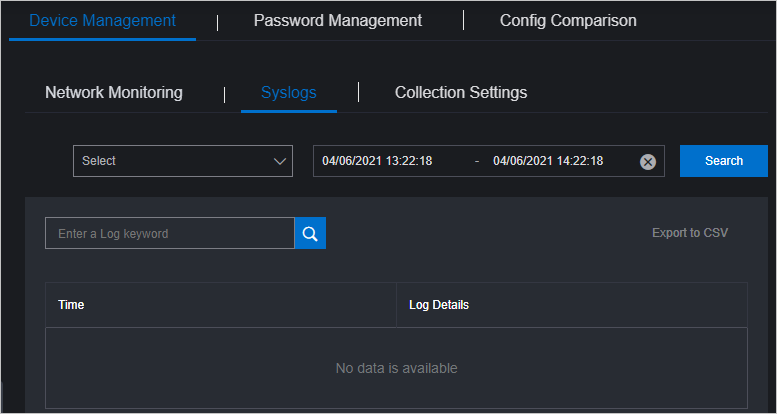 Device Management | Password Management | Config Comparison
Network Monitoring | Syslogs | Collection Settings
Select 04/06/2021 13:22:18 - 04/06/2021 14:22:18 Search
Enter a Log keyword Export to CSV
Time Log Details
No data is available